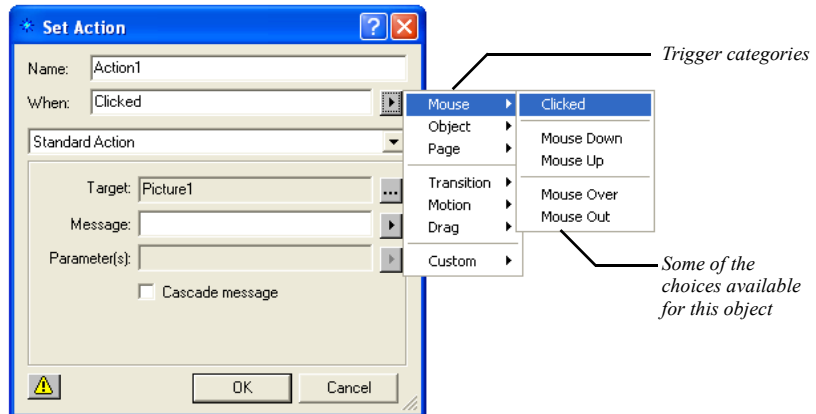 Set Action
Name: Action1
When: Clicked
Standard Action
Target: Picture1
...
Message:
Parameter(s):
Cascade message
OK Cancel
Mouse
Object
Page
Transition
Motion
Drag
Custom
Clicked
Mouse Down
Mouse Up
Mouse Over
Mouse Out
Trigger categories
Some of the
choices available
for this object